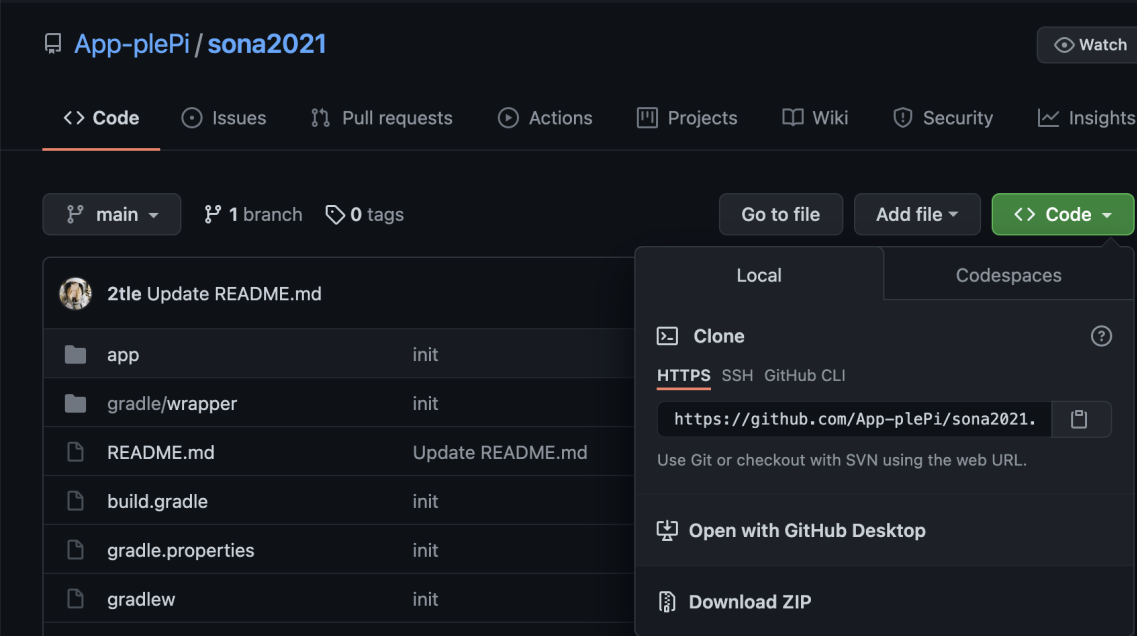 App-plePi / sona2021
Watch
Code Issues Pull requests Actions Projects Wiki Security Insights
main 1 branch 0 tags Go to file Add file Code
Local Codespaces
2tle Update README.md
Clone
app init
HTTPS SSH GitHub CLI
gradle/wrapper init
https://github.com/App-plePi/sona2021.
README.md Update README.md
Use Git or checkout with SVN using the web URL.
build.gradle init
Open with GitHub Desktop
gradle.properties init
gradlew init
Download ZIP